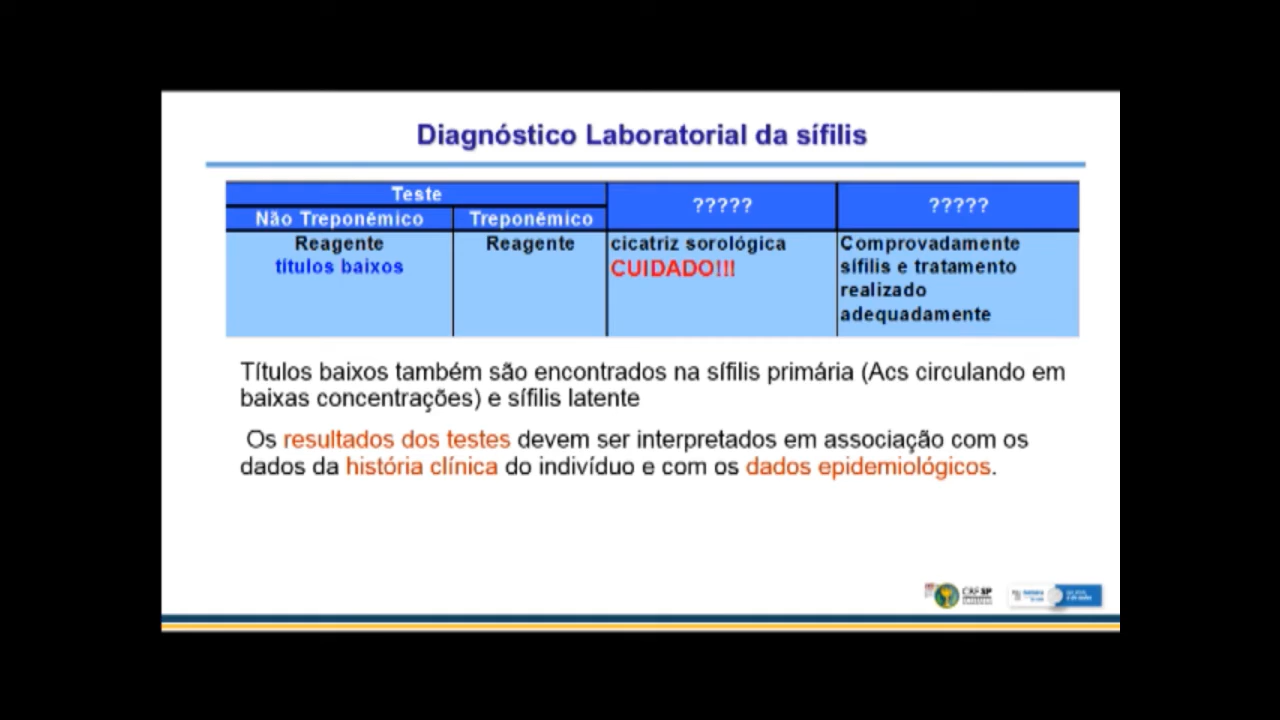 Diagnóstico Laboratorial da sífilis
Teste
?????
?????
Não Treponêmico
Treponêmico
Reagente
títulos baixos
Reagente
cicatriz sorológica
CUIDADO!!!
Comprovadamente
sífilis e tratamento
realizado
adequadamente
Títulos baixos também são encontrados na sífilis primária (Acs circulando em
baixas concentrações) e sífilis latente
Os resultados dos testes devem ser interpretados em associação com os
dados da história clínica do indivíduo e com os dados epidemiológicos.